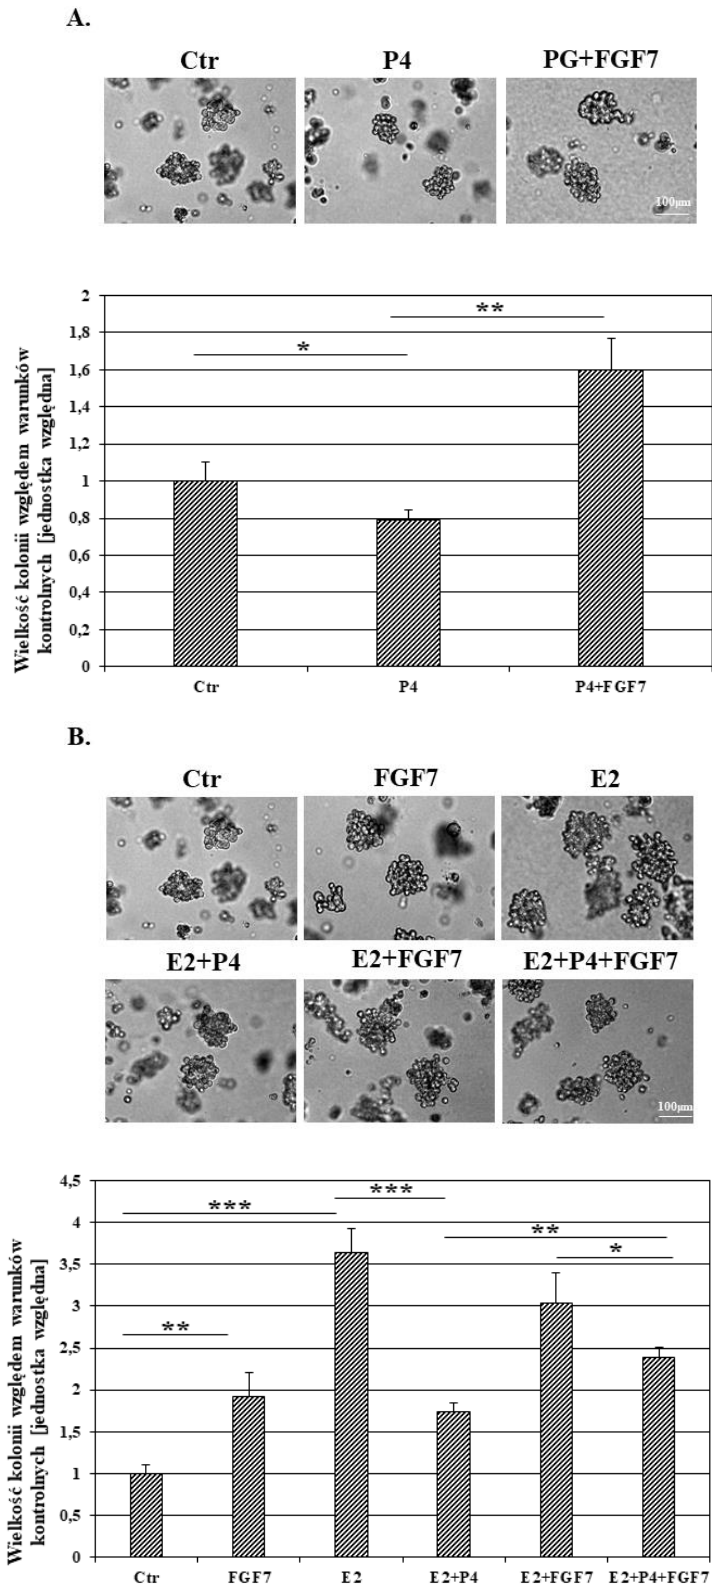 A.
Ctr P4 PG+FGF7
100µm
Wielkość kolonii względem warunków
kontrolnych [jednostka względna]
2
1,8
1,6
1,4
1,2
1
0,8
0,6
0,4
0,2
0
* **
Ctr P4 P4+FGF7
B.
Ctr FGF7 E2
E2+P4 E2+FGF7 E2+P4+FGF7
100µm
Wielkość kolonii względem warunków
kontrolnych [jednostka względna]
4,5
4
3,5
3
2,5
2
1,5
1
0,5
0
** *** *** ** *
Ctr FGF7 E2 E2+P4 E2+FGF7 E2+P4+FGF7